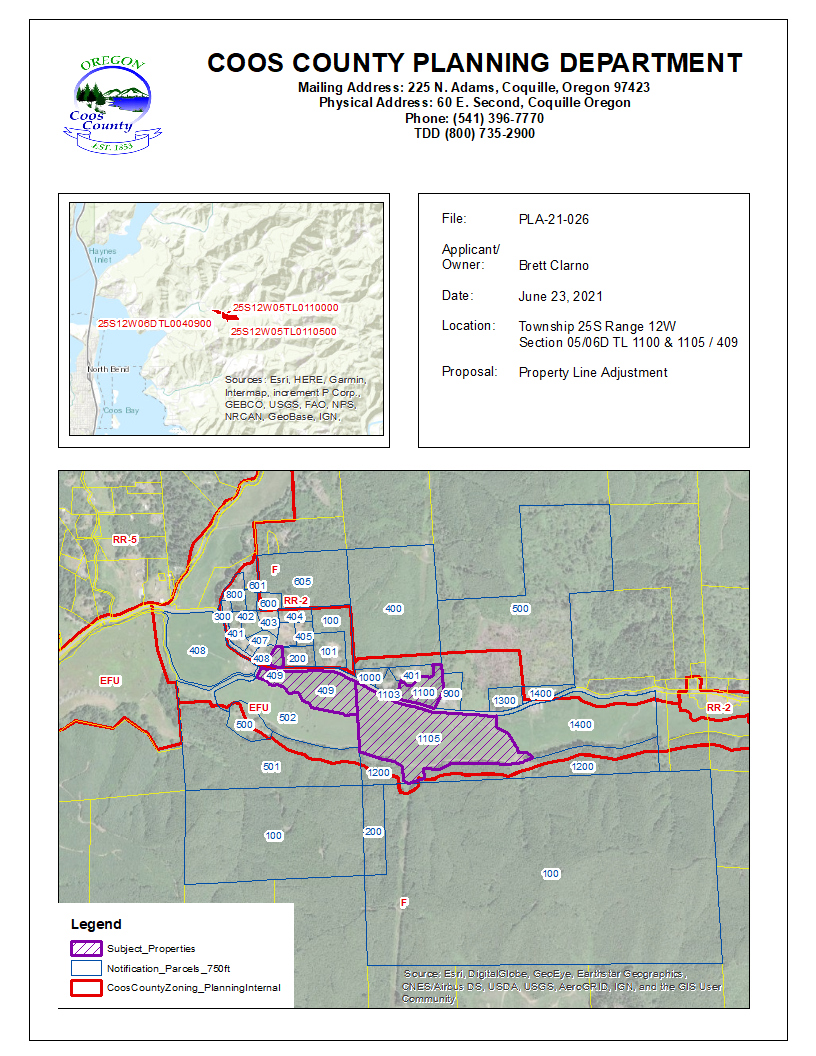 OREGON
Coos
County
EST. 1853
COOS COUNTY PLANNING DEPARTMENT
Mailing Address: 225 N. Adams, Coquille, Oregon 97423
Physical Address: 60 E. Second, Coquille Oregon
Phone: (541) 396-7770
TDD (800) 735-2900
Haynes
Inlet
25S12W05TL0110000
25S12W06DTL0040900
25S12W05TL0110500
North Bend
Coos Bay
Sources: Esri, HERE, Garmin,
Intermap, increment P Corp.,
GEBCO, USGS, FAO, NPS,
NRCAN, GeoBase, IGN,
File: PLA-21-026
Applicant/
Owner: Brett Clarno
Date: June 23, 2021
Location: Township 25S Range 12W
Section 05/06D TL 1100 & 1105 / 409
Proposal: Property Line Adjustment
RR-5
F
601
605
800
600
RR-2
400
500
300
402
403
404
100
401
407
405
408
408
200
101
409
1000
401
EFU
409
1103
1100
900
1300
1400
RR-2
EFU
500
502
1400
1105
501
1200
1200
100
200
100
F
Legend
Subject_Properties
Notification_Parcels_750ft
CoosCountyZoning_PlanningInternal
Source: Esri, DigitalGlobe, GeoEye, Earthstar Geographics,
CNES/Airbus DS, USDA, USGS, AeroGRID, IGN, and the GIS User
Community